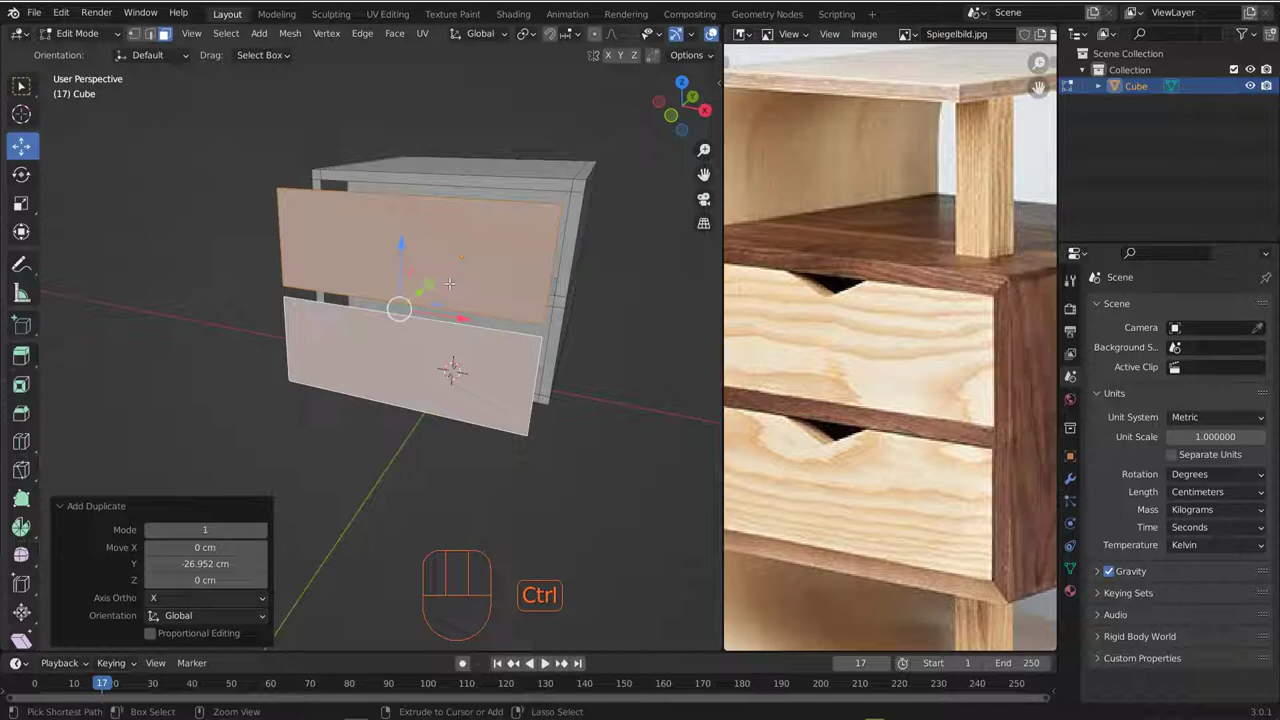 File Edit Render Window Help Layout Modeling Sculpting UV Editing Texture Paint Shading Animation Rendering Compositing Geometry Nodes Scripting + Scene ViewLayer
Edit Mode View Select Add Mesh Vertex Edge Face UV Global View View Image Spiegelbild.jpg
Orientation: Default Drag: Select Box X Y Z Options
Scene Collection
Collection
Cube
User Perspective
(17) Cube
Z
Y
X
Scene
Scene
Camera
Background S...
Active Clip
Units
Unit System Metric
Unit Scale 1.000000
Separate Units
Rotation Degrees
Length Centimeters
Mass Kilograms
Time Seconds
Temperature Kelvin
Gravity
Keying Sets
Audio
Rigid Body World
Custom Properties
Add Duplicate
Mode 1
Move X 0 cm
Y -26.952 cm
Z 0 cm
Axis Ortho X
Orientation Global
Proportional Editing
Ctrl
Playback Keying View Marker 17 Start 1 End 250
0 10 17 30 40 50 60 70 80 90 100 110 120 130 140 150 160 170 180 190 200 210 220 230 240 250
Pick Shortest Path Box Select Zoom View Extrude to Cursor or Add Lasso Select 3.0.1